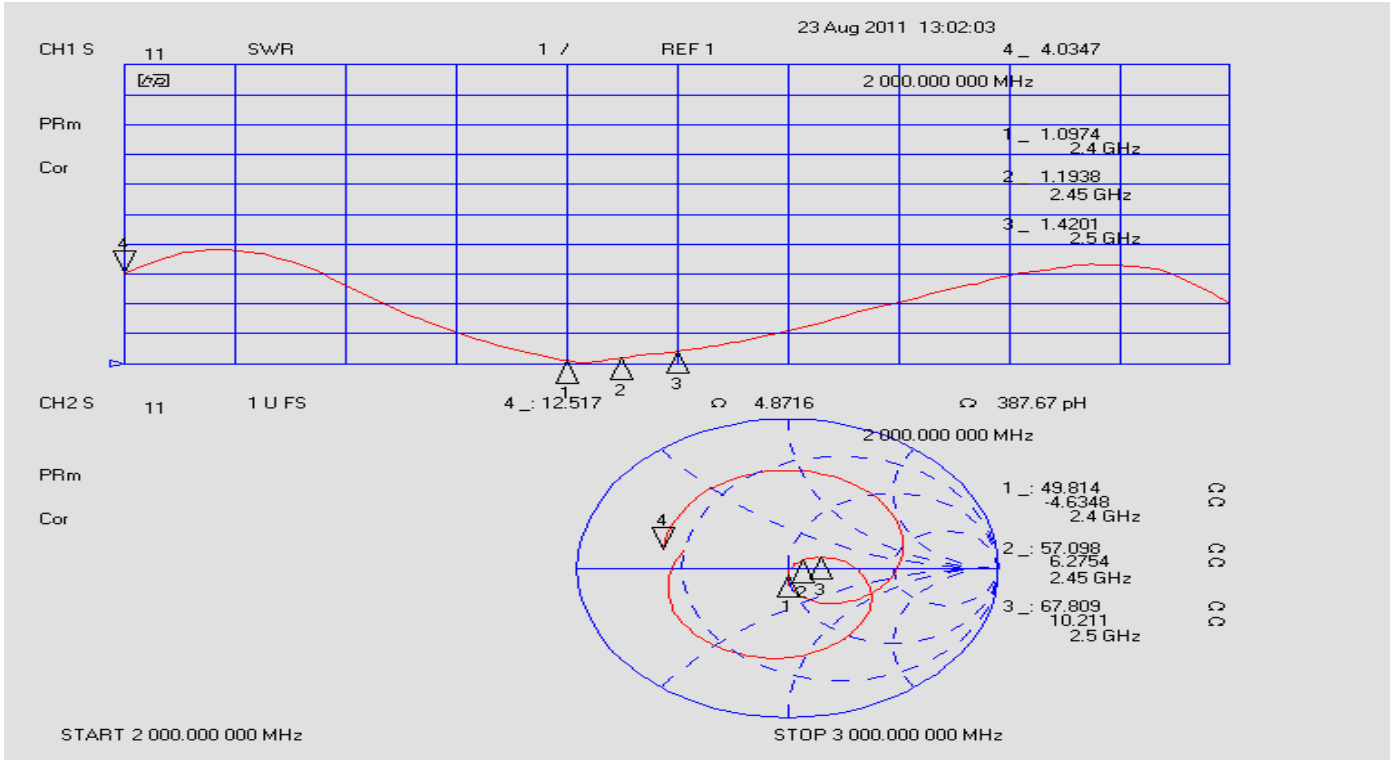 23 Aug 2011 13:02:03
CH1 S 11 SWR 1 / REF 1 4 _ 4.0347
2 000.000 000 MHz
PRm
1 _ 1.0974
2.4 GHz
Cor
2 _ 1.1938
2.45 GHz
3 _ 1.4201
2.5 GHz
4
1 2 3
CH2 S 11 1 U FS 4 _: 12.517 Ω 4.8716 Ω 387.67 pH
2 000.000 000 MHz
PRm
1 _: 49.814 Ω
-4.6348 Ω
2.4 GHz
Cor
4
2 _: 57.098 Ω
6.2754 Ω
2.45 GHz
1 2 3
3 _: 67.809 Ω
10.211 Ω
2.5 GHz
START 2 000.000 000 MHz STOP 3 000.000 000 MHz